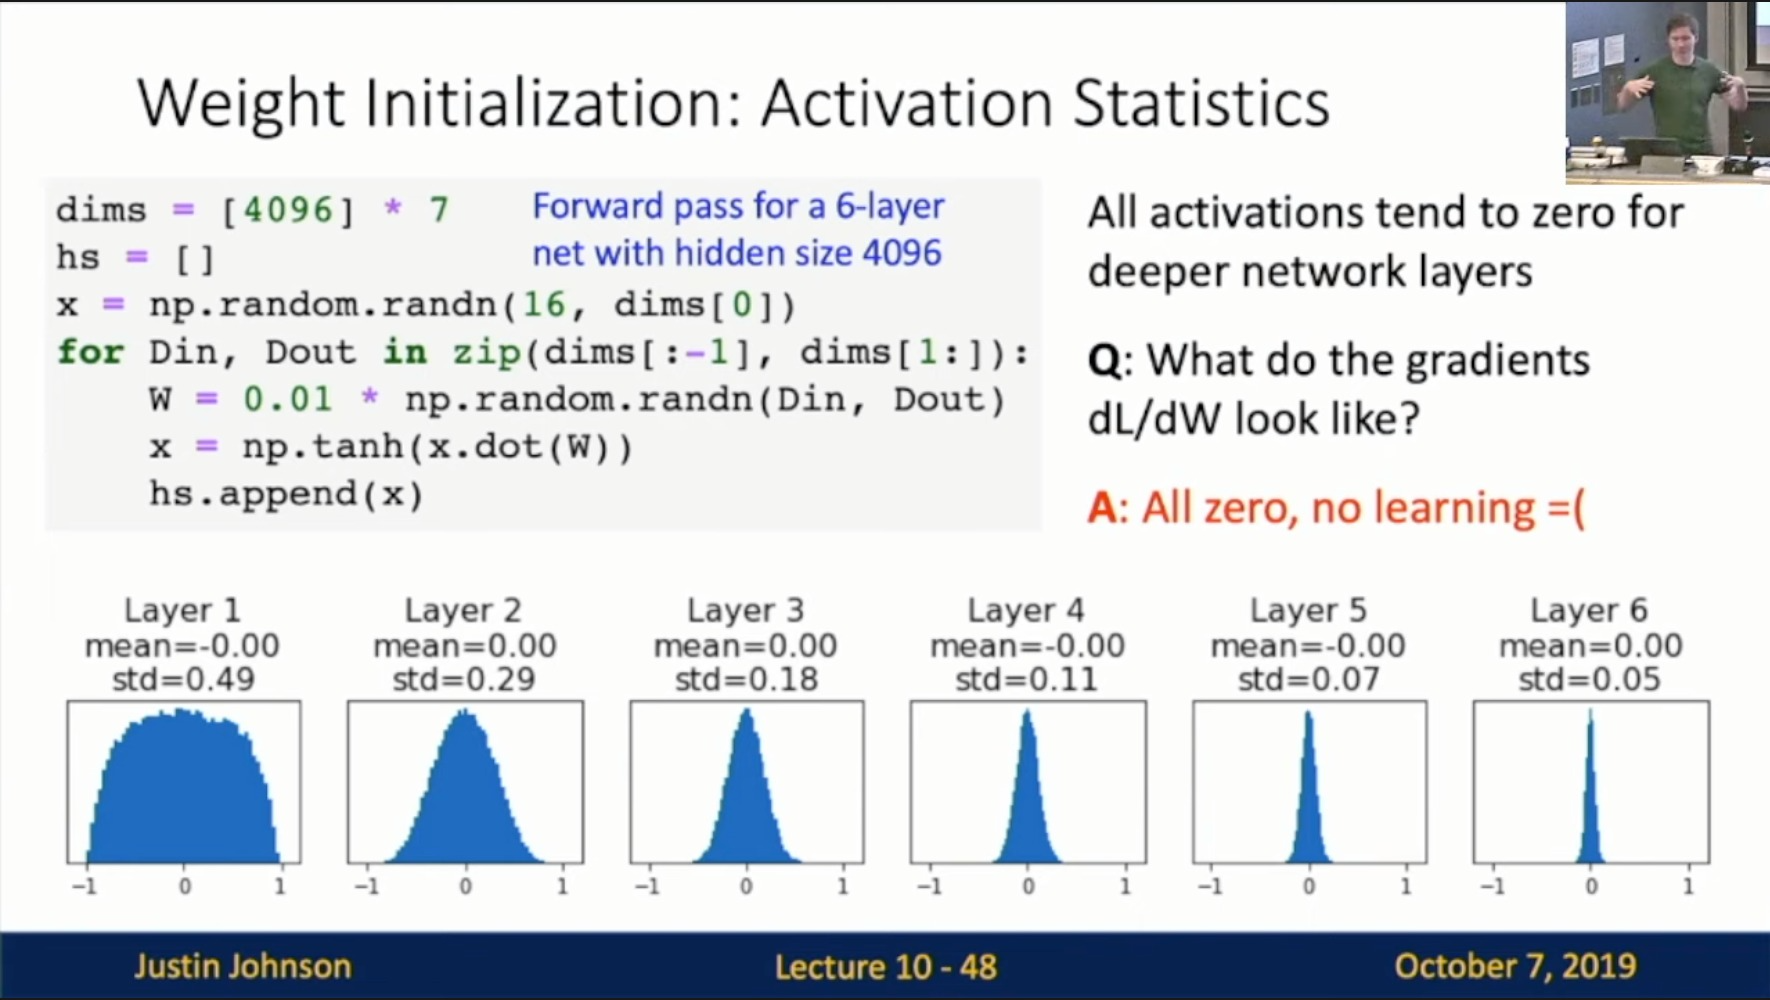 Weight Initialization: Activation Statistics
dims = [4096] * 7
Forward pass for a 6-layer
net with hidden size 4096
hs = []
x = np.random.randn(16, dims[0])
for Din, Dout in zip(dims[:-1], dims[1:]):
    W = 0.01 * np.random.randn(Din, Dout)
    x = np.tanh(x.dot(W))
    hs.append(x)
All activations tend to zero for
deeper network layers
Q: What do the gradients
dL/dW look like?
A: All zero, no learning =(
Layer 1
mean=-0.00
std=0.49
-1 0 1
Layer 2
mean=0.00
std=0.29
-1 0 1
Layer 3
mean=0.00
std=0.18
-1 0 1
Layer 4
mean=-0.00
std=0.11
-1 0 1
Layer 5
mean=-0.00
std=0.07
-1 0 1
Layer 6
mean=0.00
std=0.05
-1 0 1
Justin Johnson
Lecture 10 - 48
October 7, 2019